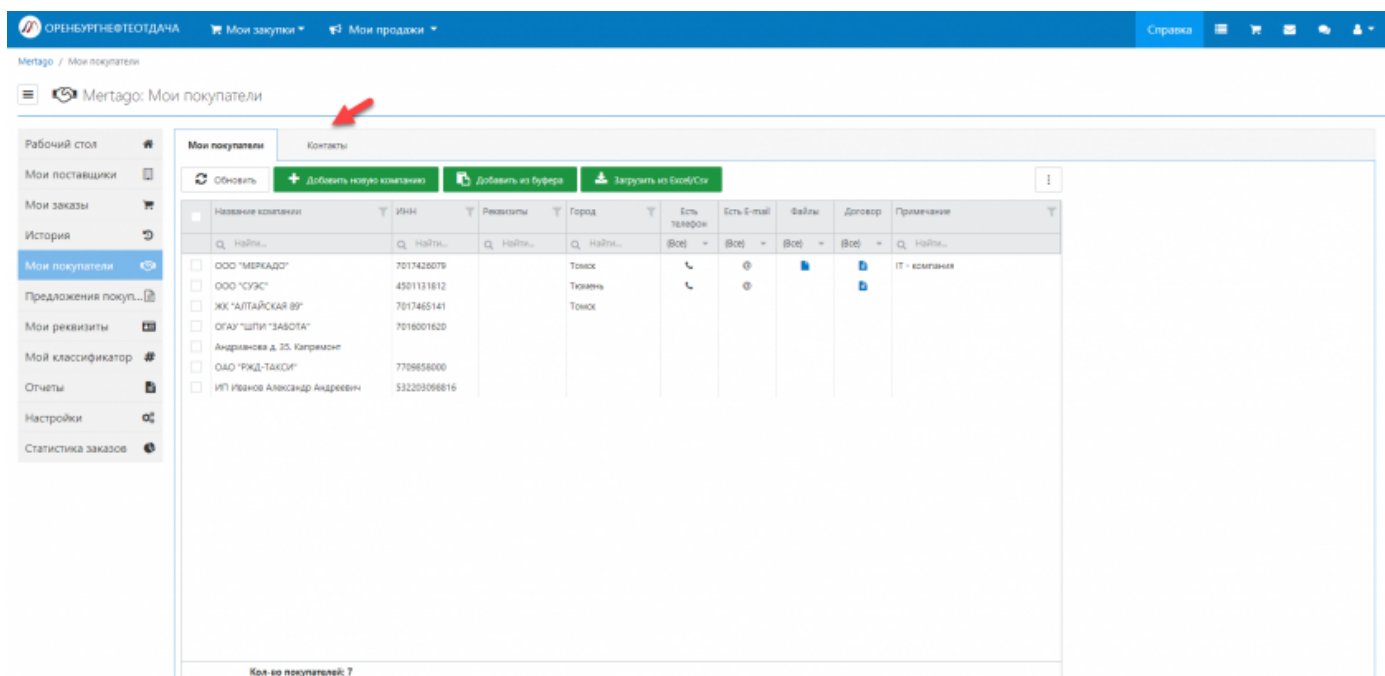 ОРЕНБУРГНЕФТЕОТДАЧА Мои закупки Мои продажи Справка
Mertago / Мои покупатели
Mertago: Мои покупатели
Рабочий стол
Мои поставщики
Мои заказы
История
Мои покупатели
Предложения покуп...
Мои реквизиты
Мой классификатор
Отчеты
Настройки
Статистика заказов
Мои покупатели Контакты
Обновить Добавить новую компанию Добавить из буфера Загрузить из Excel/Csv
Название компании ИНН Реквизиты Город Есть телефон Есть E-mail Файлы Договор Примечание
Найти... Найти... Найти... Найти... (Все) (Все) (Все) (Все) Найти...
ООО "МЕРКАДО" 7017426079 Томск @ IT - компания
ООО "СУЭС" 4501131812 Тюмень @
ЖК "АЛТАЙСКАЯ 89" 7017465141 Томск
ОГАУ "ШПИ "ЗАБОТА" 7016001620
Андрианова д. 35. Капремонт
ОАО "РЖД-ТАКСИ" 7709858000
ИП Иванов Александр Андреевич 532203098816
Кол-во покупателей: 7